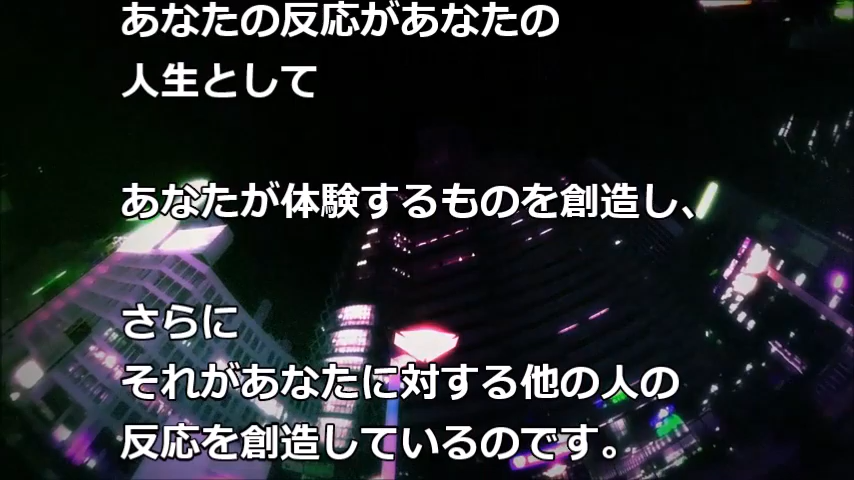 あなたの反応があなたの
人生として
あなたが体験するものを創造し、
さらに
それがあなたに対する他の人の
反応を創造しているのです。